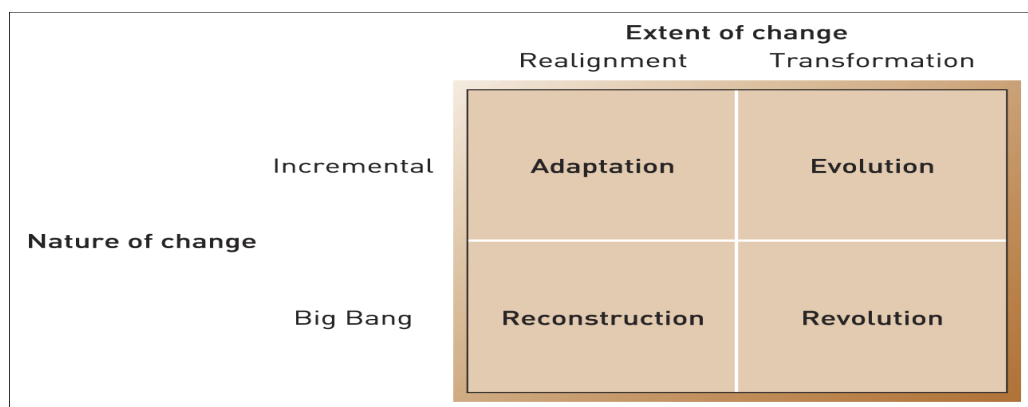 Extent of change
Realignment Transformation
Incremental Adaptation Evolution
Nature of change
Big Bang Reconstruction Revolution